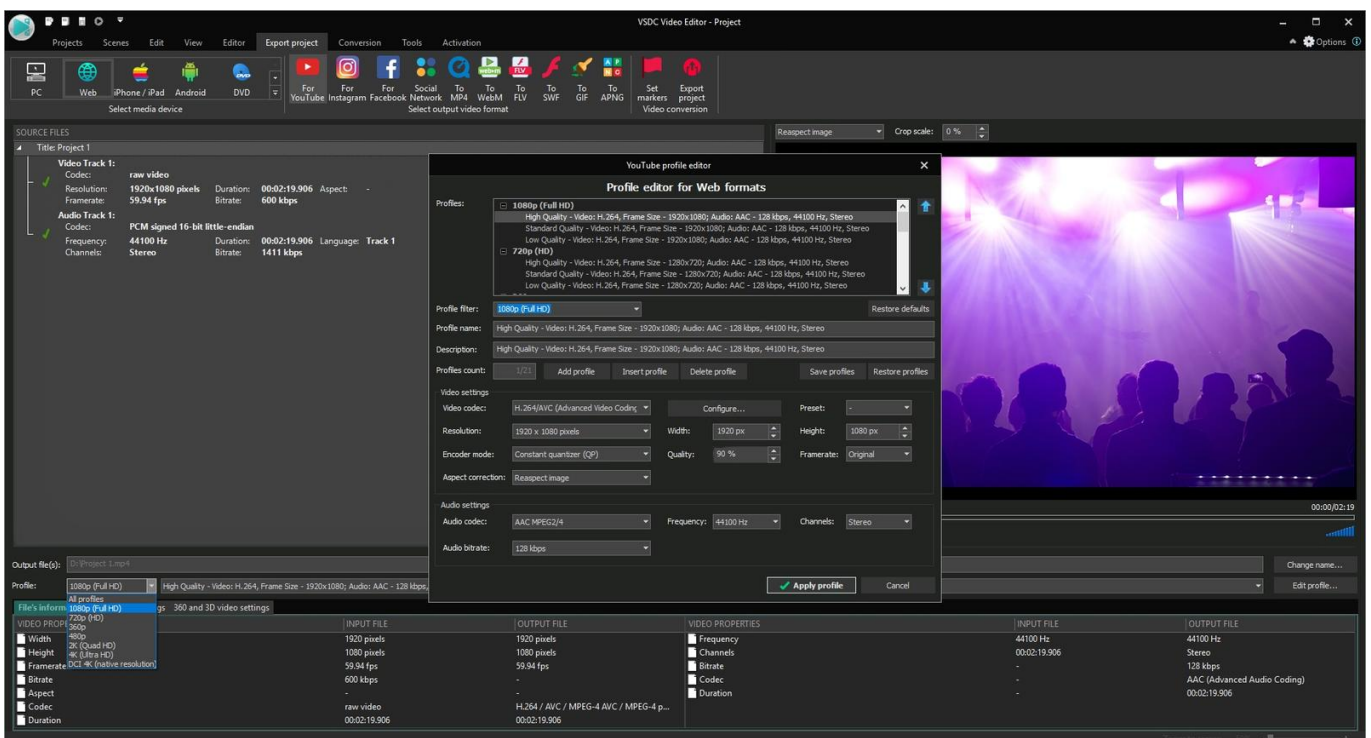 VSDC Video Editor - Project
Projects Scenes Edit View Editor Export project Conversion Tools Activation Options
PC Web iPhone / iPad Android DVD
For YouTube For Instagram For Facebook Social Network To MP4 To WebM To FLV To SWF To GIF To APNG Set markers Export project
Select media device Select output video format Video conversion
SOURCE FILES
Reaspect image Crop scale: 0 %
Title: Project 1
Video Track 1:
Codec: raw video
Resolution: 1920x1080 pixels Duration: 00:02:19.906 Aspect: -
Framerate: 59.94 fps Bitrate: 600 kbps
Audio Track 1:
Codec: PCM signed 16-bit little-endian
Frequency: 44100 Hz Duration: 00:02:19.906 Language: Track 1
Channels: Stereo Bitrate: 1411 kbps
YouTube profile editor
Profile editor for Web formats
Profiles:
1080p (Full HD)
High Quality - Video: H.264, Frame Size - 1920x1080; Audio: AAC - 128 kbps, 44100 Hz, Stereo
Standard Quality - Video: H.264, Frame Size - 1920x1080; Audio: AAC - 128 kbps, 44100 Hz, Stereo
Low Quality - Video: H.264, Frame Size - 1920x1080; Audio: AAC - 128 kbps, 44100 Hz, Stereo
720p (HD)
High Quality - Video: H.264, Frame Size - 1280x720; Audio: AAC - 128 kbps, 44100 Hz, Stereo
Standard Quality - Video: H.264, Frame Size - 1280x720; Audio: AAC - 128 kbps, 44100 Hz, Stereo
Low Quality - Video: H.264, Frame Size - 1280x720; Audio: AAC - 128 kbps, 44100 Hz, Stereo
Profile filter: 1080p (Full HD) Restore defaults
Profile name: High Quality - Video: H.264, Frame Size - 1920x1080; Audio: AAC - 128 kbps, 44100 Hz, Stereo
Description: High Quality - Video: H.264, Frame Size - 1920x1080; Audio: AAC - 128 kbps, 44100 Hz, Stereo
Profiles count: 1/21 Add profile Insert profile Delete profile Save profiles Restore profiles
Video settings
Video codec: H.264/AVC (Advanced Video Coding Configure... Preset: -
Resolution: 1920 x 1080 pixels Width: 1920 px Height: 1080 px
Encoder mode: Constant quantizer (QP) Quality: 90 % Framerate: Original
Aspect correction: Reaspect image
Audio settings
Audio codec: AAC MPEG2/4 Frequency: 44100 Hz Channels: Stereo
Audio bitrate: 128 kbps
Apply profile Cancel
00:00/02:19
Output file(s): D:\Project 1.mp4 Change name...
Profile: 1080p (Full HD) High Quality - Video: H.264, Frame Size - 1920x1080; Audio: AAC - 128 kbps, Edit profile...
All profiles
1080p (Full HD)
720p (HD)
360p
480p
2K (Quad HD)
4K (Ultra HD)
DCI 4K (native resolution)
File's inform gs 360 and 3D video settings
VIDEO PROPE INPUT FILE OUTPUT FILE VIDEO PROPERTIES INPUT FILE OUTPUT FILE
Width 1920 pixels 1920 pixels Frequency 44100 Hz 44100 Hz
Height 1080 pixels 1080 pixels Channels 00:02:19.906 Stereo
Framerate 59.94 fps 59.94 fps Bitrate - 128 kbps
Bitrate 600 kbps - Codec - AAC (Advanced Audio Coding)
Aspect - - Duration - 00:02:19.906
Codec raw video H.264 / AVC / MPEG-4 AVC / MPEG-4 p...
Duration 00:02:19.906 00:02:19.906